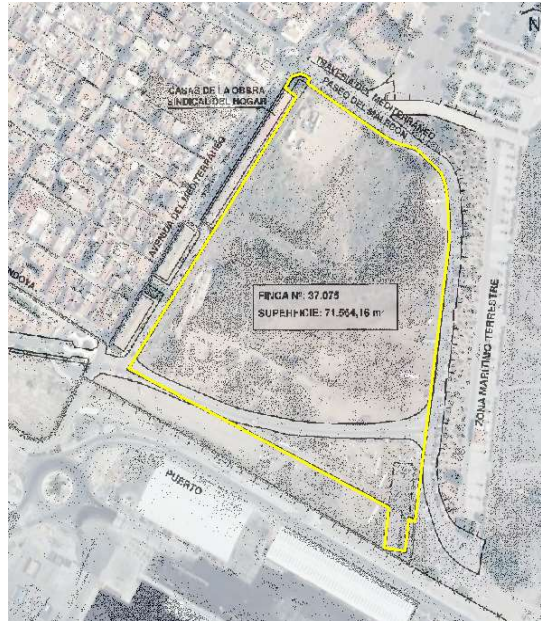 N
TRAVESIA DEL MEDITERRANEO
PASEO DEL MALECON
CASAS DE LA OBRA
SINDICAL DEL HOGAR
AVENIDA DEL MEDITERRANEO
FINCA Nº: 37.075
SUPERFICIE: 71.564,16 m²
ZONA MARITIMO TERRESTRE
PUERTO